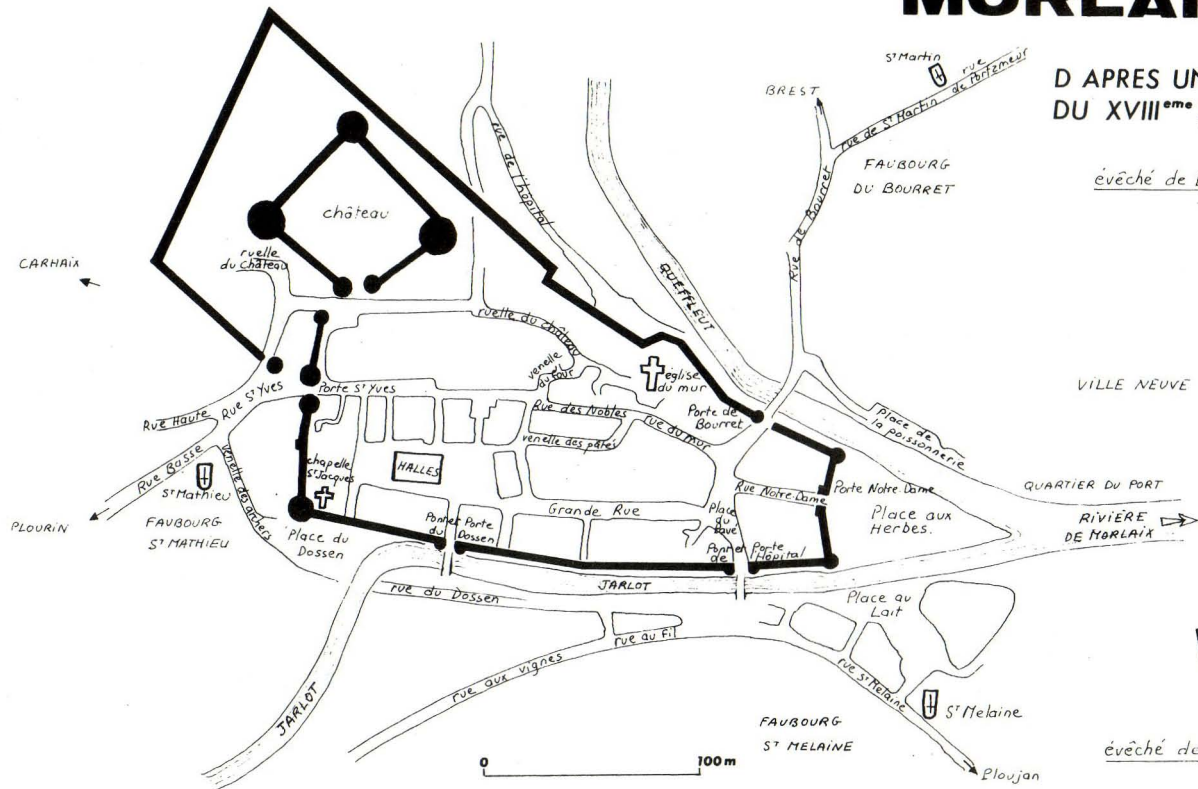 D APRES UN
DU XVIIIeme
évêché de
St Martin
rue
de Portzmeur
BREST
rue de St Martin
FAUBOURG
DU BOURRET
Rue de Bourret
rue de l'hôpital
QUEFFLEUT
château
ruelle
du château
CARHAIX
ruelle du château
venelle
du four
église
du mur
VILLE NEUVE
Porte St Yves
Rue St Yves
Rue Haute
Rue des Nobles
rue du mur
Porte de
Bourret
Place de
la poissonnerie
venelle des pâtés
Rue Basse
St Mathieu
venelle des archers
chapelle
St Jacques
HALLES
Rue Notre-Dame
Porte Notre-Dame
QUARTIER DU PORT
PLOURIN
FAUBOURG
St MATHIEU
Place du
Dossen
Pont et Porte
du Dossen
Grande Rue
Place
du
Pavé
Place aux
Herbes.
RIVIÈRE
DE MORLAIX
Pont et Porte
de l'Hôpital
JARLOT
rue du Dossen
Place au
Lait
rue au Fil
rue aux vignes
rue St Melaine
JARLOT
St Melaine
FAUBOURG
St MELAINE
évêché de
0 100m
Ploujan